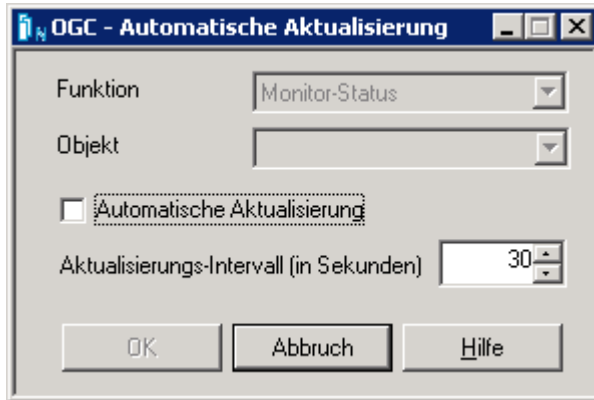 OGC - Automatische Aktualisierung
Funktion
Monitor-Status
Objekt
Automatische Aktualisierung
Aktualisierungs-Intervall (in Sekunden)
30
OK
Abbruch
Hilfe